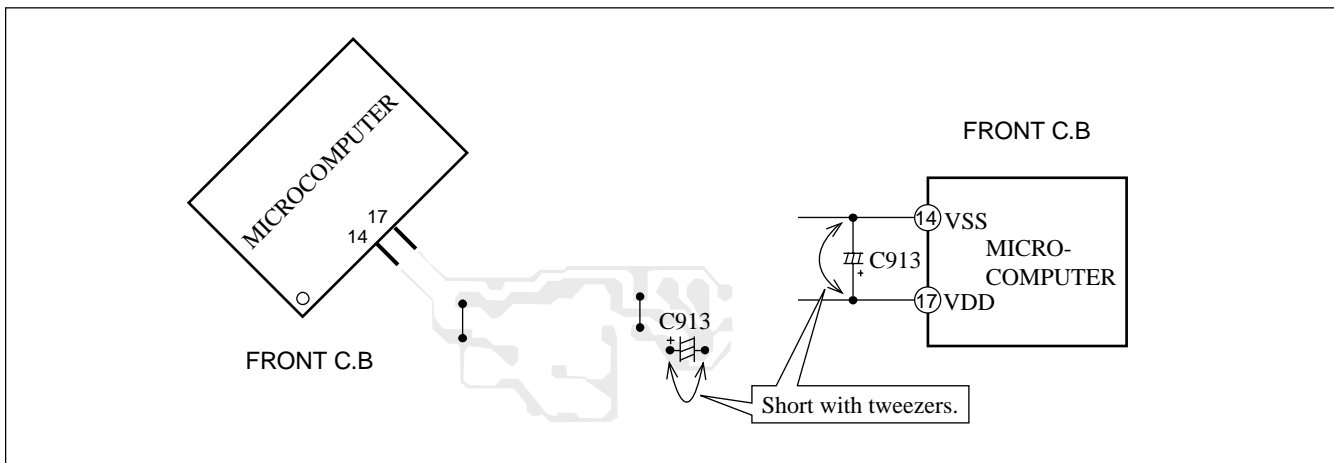 MICROCOMPUTER
17
14
FRONT C.B
C913
+
FRONT C.B
14 VSS
C913
+
MICRO-
COMPUTER
17 VDD
Short with tweezers.